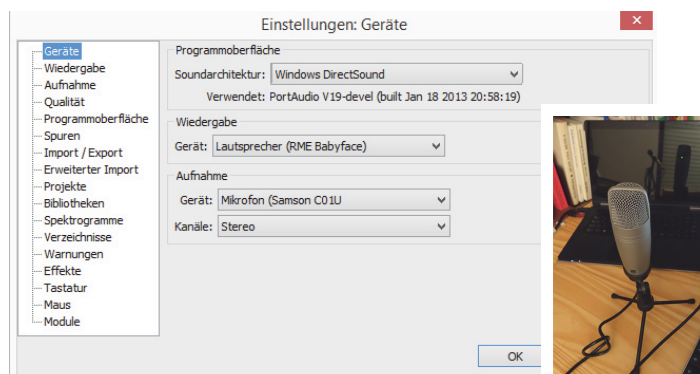 Einstellungen: Geräte
Geräte
Wiedergabe
Aufnahme
Qualität
Programmoberfläche
Spuren
Import / Export
Erweiterter Import
Projekte
Bibliotheken
Spektrogramme
Verzeichnisse
Warnungen
Effekte
Tastatur
Maus
Module
Programmoberfläche
Soundarchitektur: Windows DirectSound
Verwendet: PortAudio V19-devel (built Jan 18 2013 20:58:19)
Wiedergabe
Gerät: Lautsprecher (RME Babyface)
Aufnahme
Gerät: Mikrofon (Samson C01U
Kanäle: Stereo
OK